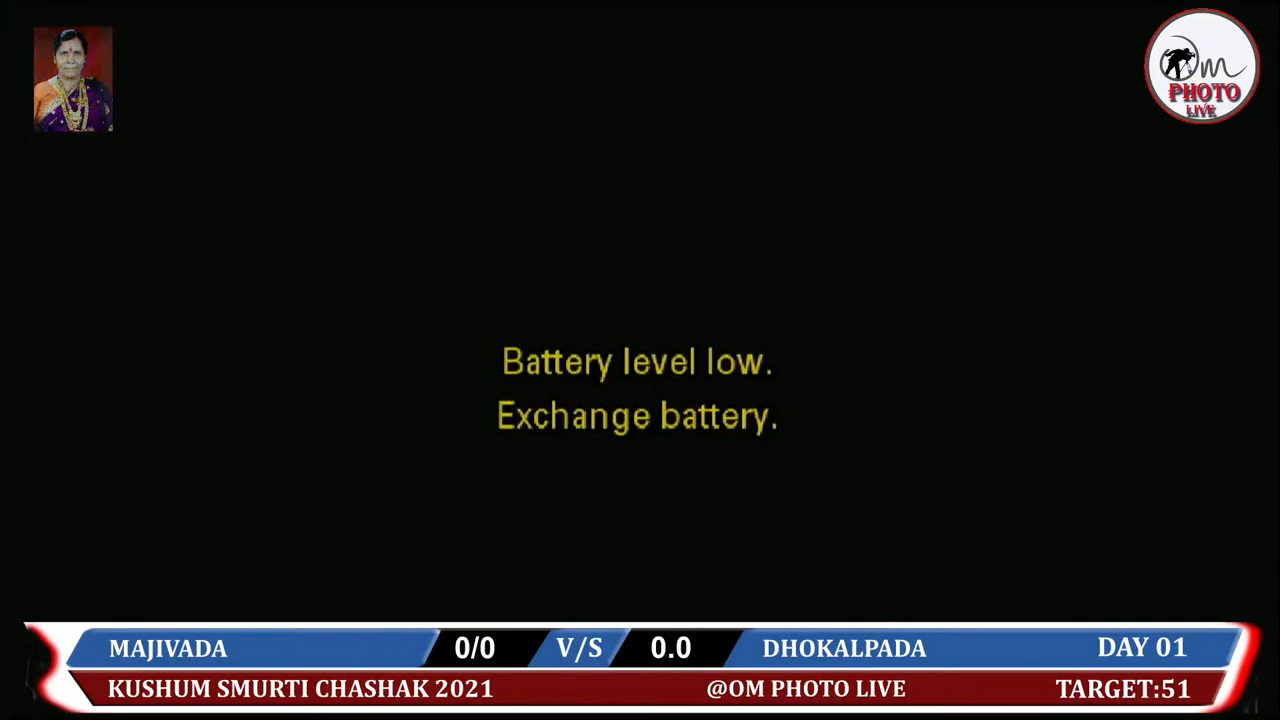 Om
PHOTO
LIVE
Battery level low.
Exchange battery.
MAJIVADA 0/0 V/S 0.0 DHOKALPADA DAY 01
KUSHUM SMURTI CHASHAK 2021 @OM PHOTO LIVE TARGET:51